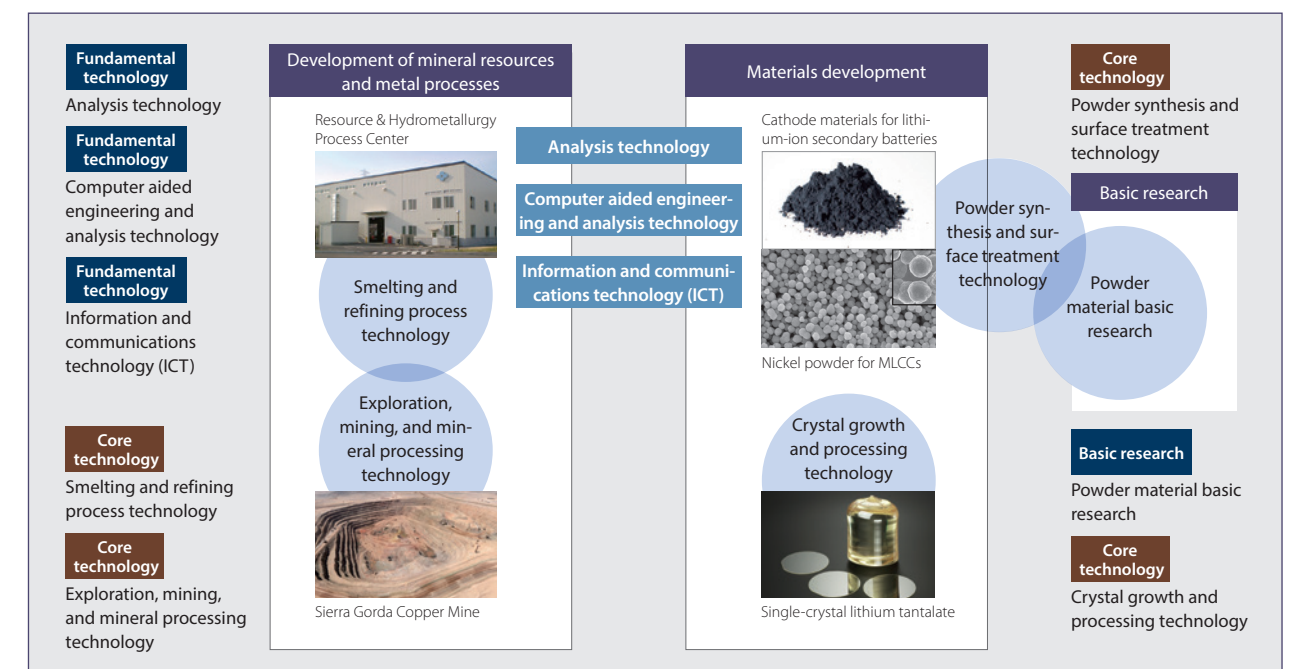 Fundamental
technology
Analysis technology
Fundamental
technology
Computer aided
engineering and
analysis technology
Fundamental
technology
Information and
communications
technology (ICT)
Core
technology
Smelting and refining
process technology
Core
technology
Exploration, mining,
and mineral processing
technology
Development of mineral resources
and metal processes
Resource & Hydrometallurgy
Process Center
Smelting and
refining process
technology
Exploration,
mining, and min-
eral processing
technology
Sierra Gorda Copper Mine
Analysis technology
Computer aided engineer-
ing and analysis technology
Information and communi-
cations technology (ICT)
Materials development
Cathode materials for lithi-
um-ion secondary batteries
Nickel powder for MLCCs
Crystal growth
and processing
technology
Single-crystal lithium tantalate
Powder syn-
thesis and sur-
face treatment
technology
Core
technology
Powder synthesis and
surface treatment
technology
Basic research
Powder
material basic
research
Basic research
Powder material basic
research
Core
technology
Crystal growth and
processing technology